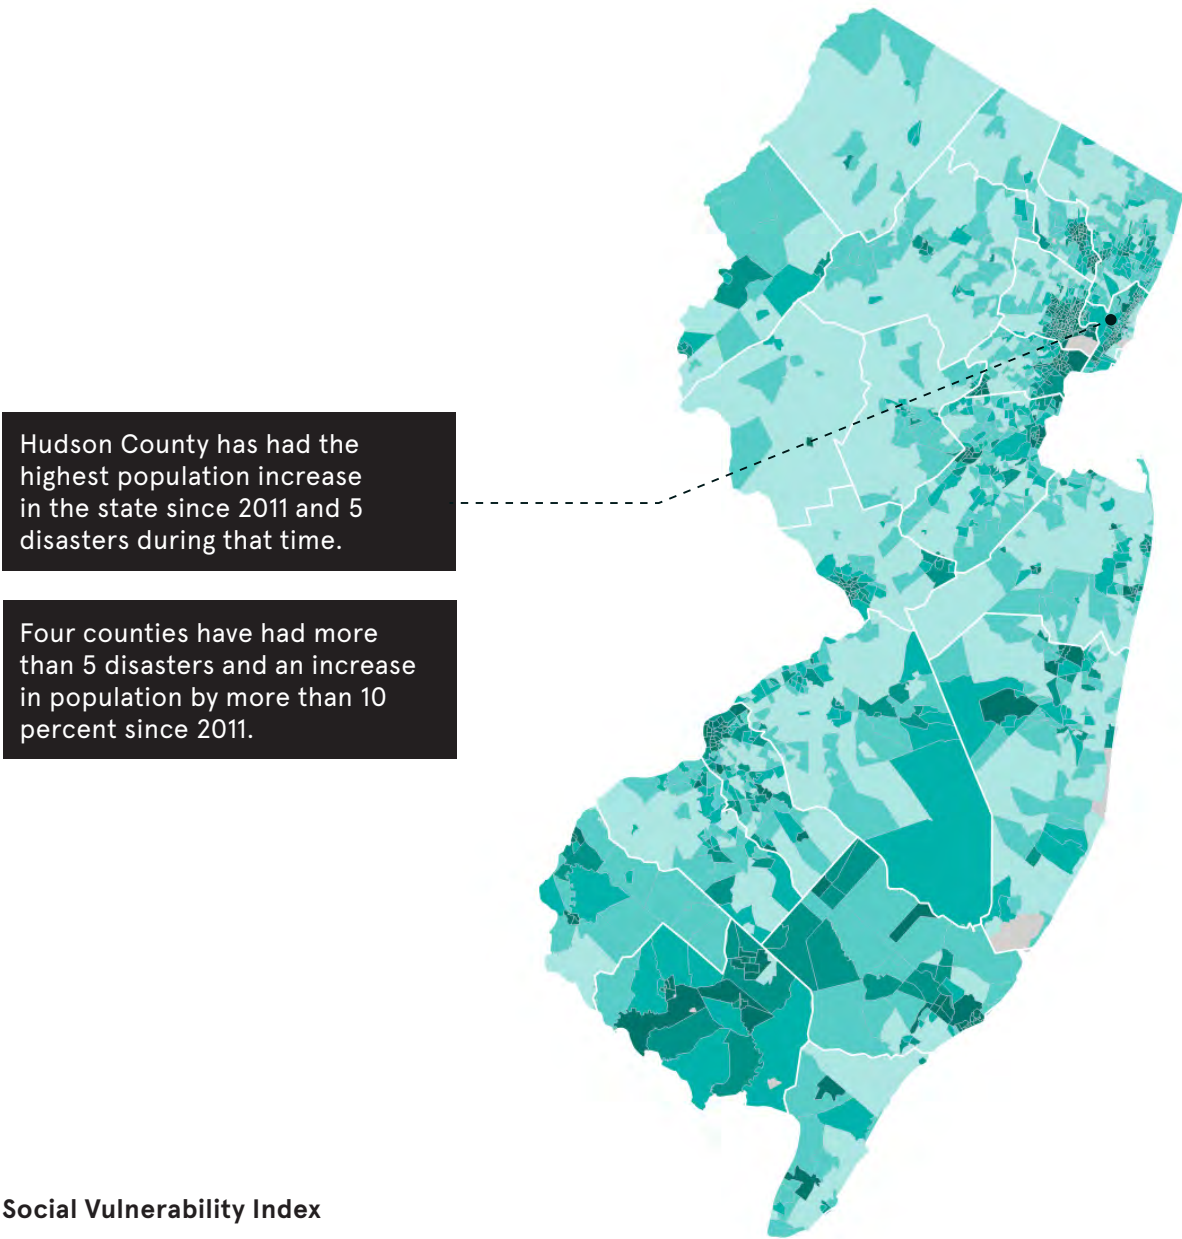 Hudson County has had the
highest population increase
in the state since 2011 and 5
disasters during that time.
Four counties have had more
than 5 disasters and an increase
in population by more than 10
percent since 2011.
Social Vulnerability Index